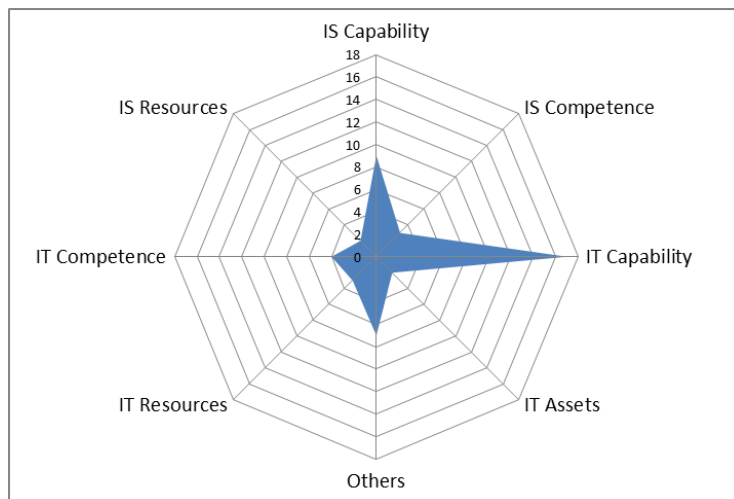 IS Capability
18
16
14
12
10
8
6
4
2
0
IS Resources
IS Competence
IT Competence
IT Capability
IT Resources
IT Assets
Others